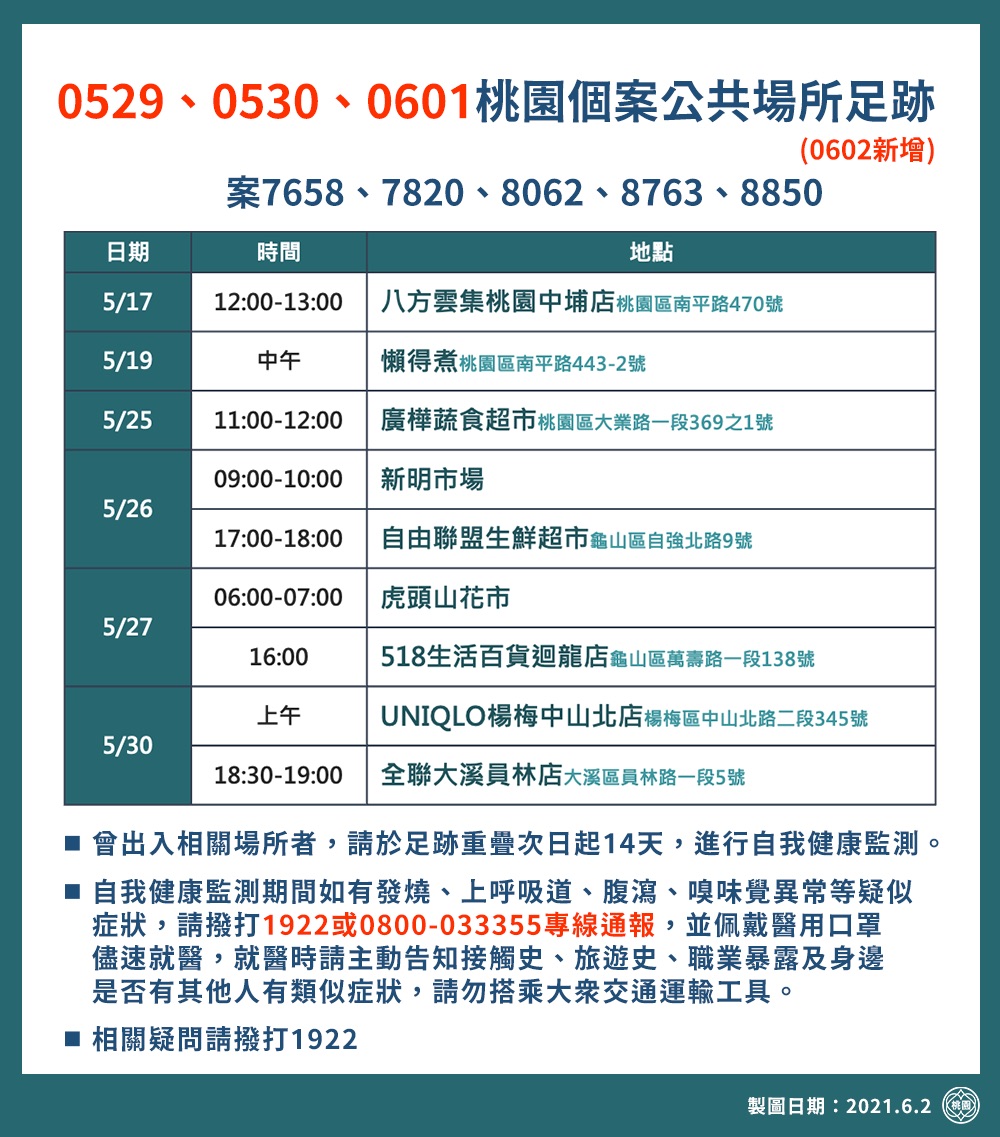 0529、0530、0601桃園個案公共場所足跡
(0602新增)
案7658、7820、8062、8763、8850
日期 時間 地點
5/17 12:00-13:00 八方雲集桃園中埔店桃園區南平路470號
5/19 中午 懶得煮桃園區南平路443-2號
5/25 11:00-12:00 廣樺蔬食超市桃園區大業路一段369之1號
5/26 09:00-10:00 新明市場
17:00-18:00 自由聯盟生鮮超市龜山區自強北路9號
5/27 06:00-07:00 虎頭山花市
16:00 518生活百貨迴龍店龜山區萬壽路一段138號
5/30 上午 UNIQLO楊梅中山北店楊梅區中山北路二段345號
18:30-19:00 全聯大溪員林店大溪區員林路一段5號
■ 曾出入相關場所者，請於足跡重疊次日起14天，進行自我健康監測。
■ 自我健康監測期間如有發燒、上呼吸道、腹瀉、嗅味覺異常等疑似
症狀，請撥打1922或0800-033355專線通報，並佩戴醫用口罩
儘速就醫，就醫時請主動告知接觸史、旅遊史、職業暴露及身邊
是否有其他人有類似症狀，請勿搭乘大眾交通運輸工具。
■ 相關疑問請撥打1922
製圖日期：2021.6.2 桃園